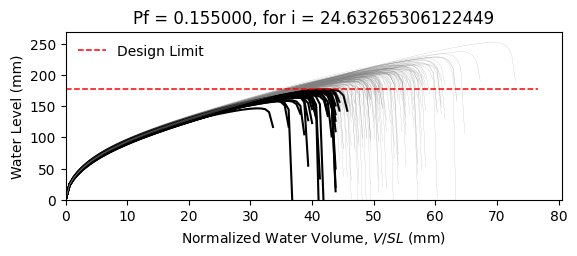 Pf = 0.155000, for i = 24.63265306122449
Design Limit
Water Level (mm)
250
200
150
100
50
0
0 10 20 30 40 50 60 70 80
Normalized Water Volume, V/SL (mm)